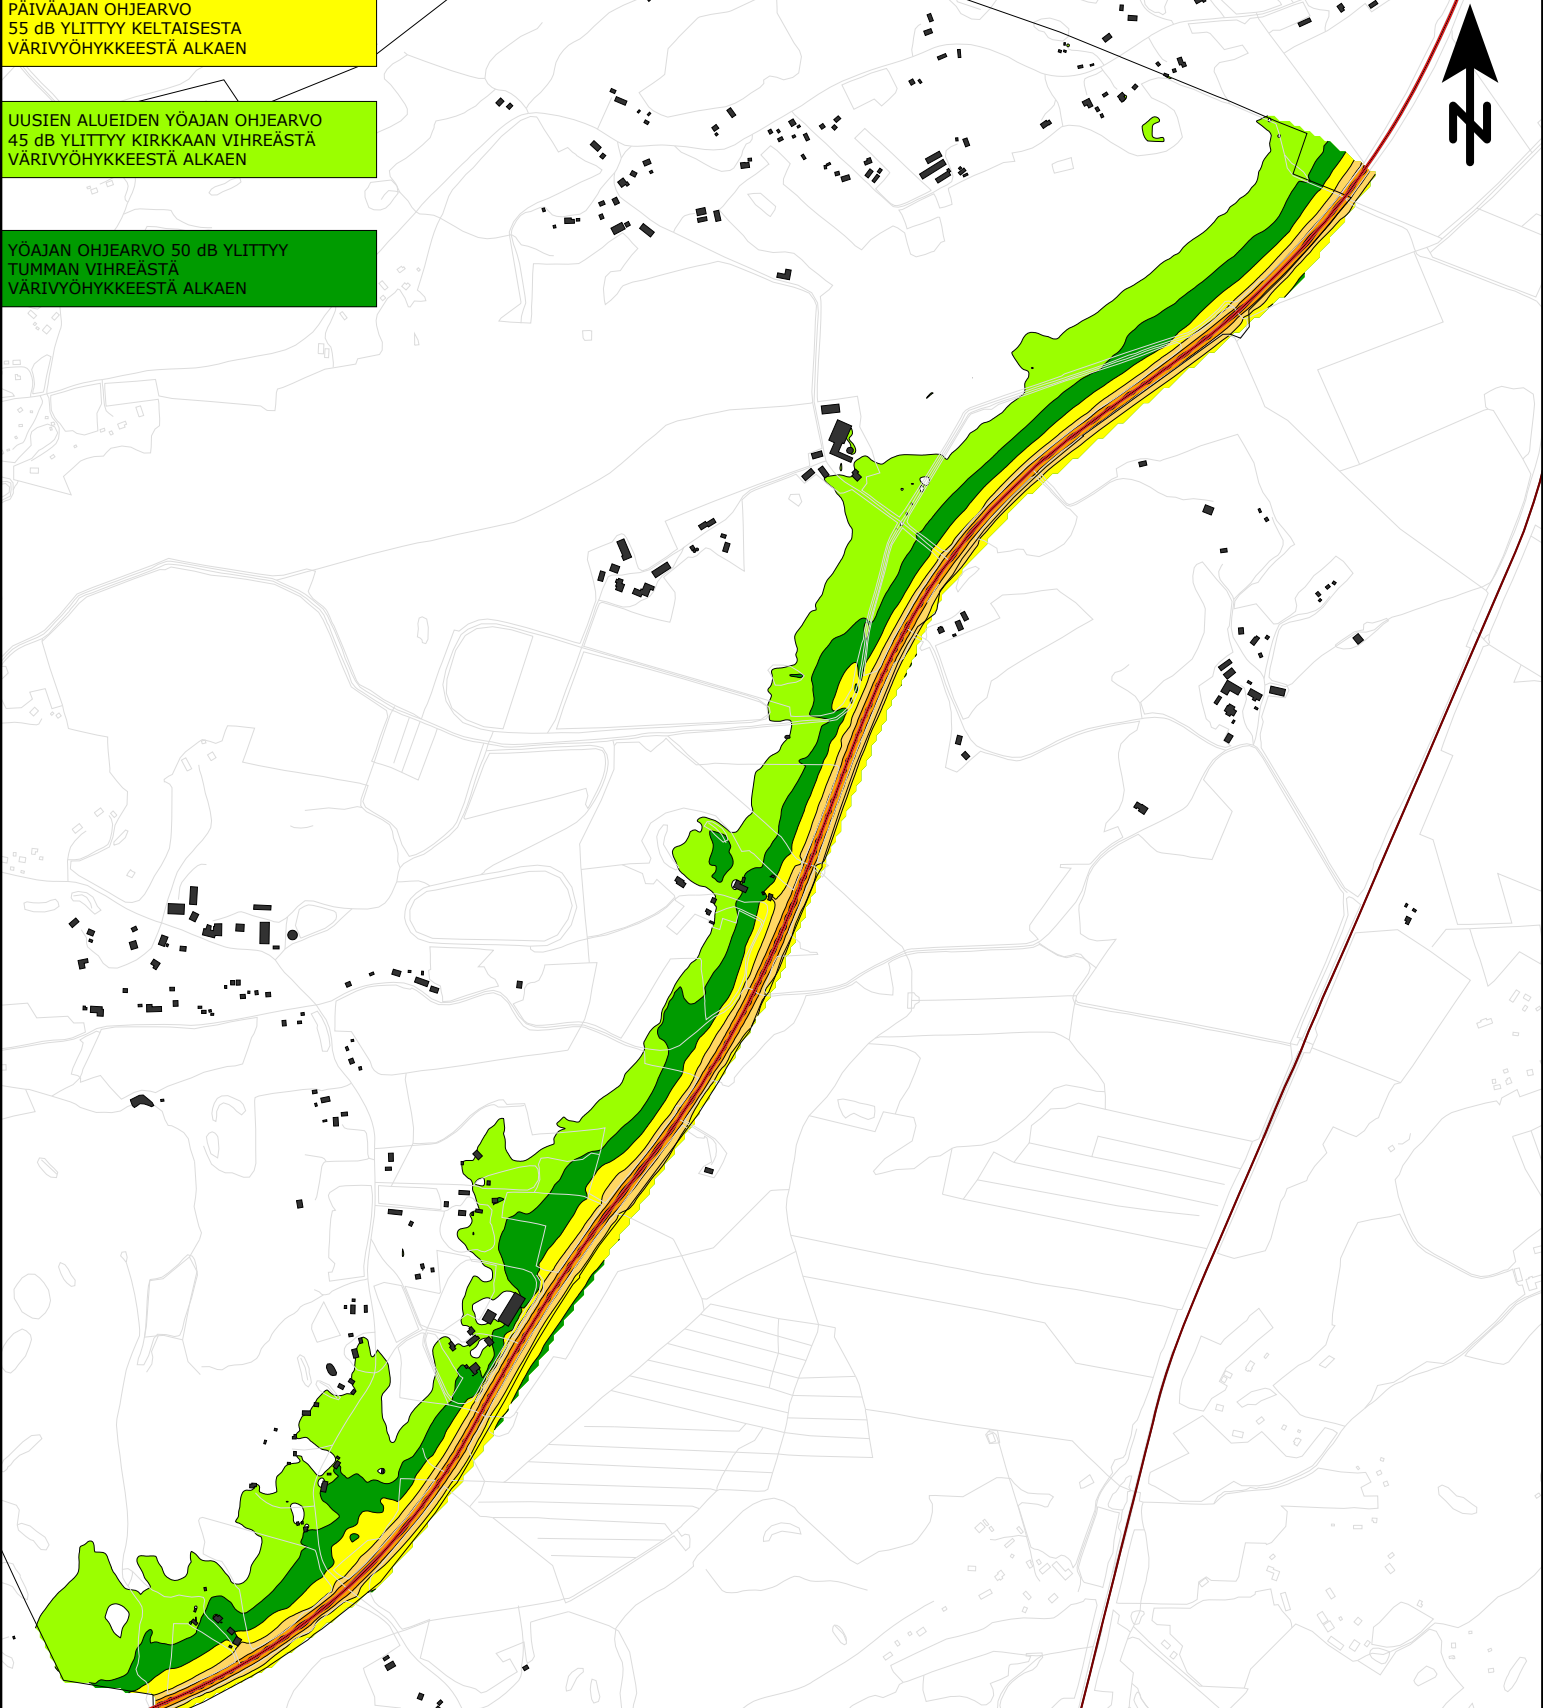 PÄIVÄAJAN OHJEARVO
55 dB YLITTYY KELTAISESTA
VÄRIVYÖHYKKEESTÄ ALKAEN
UUSIEN ALUEIDEN YÖAJAN OHJEARVO
45 dB YLITTYY KIRKKAAN VIHREÄSTÄ
VÄRIVYÖHYKKEESTÄ ALKAEN
YÖAJAN OHJEARVO 50 dB YLITTYY
TUMMAN VIHREÄSTÄ
VÄRIVYÖHYKKEESTÄ ALKAEN
N